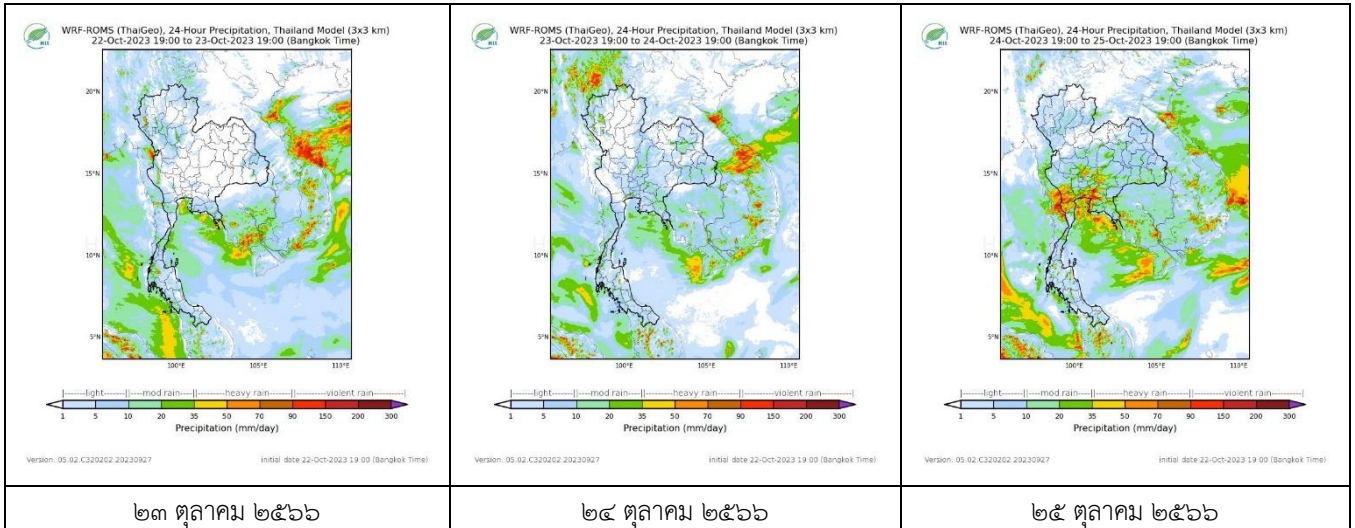 HII
WRF-ROMS (ThaiGeo), 24-Hour Precipitation, Thailand Model (3x3 km)
22-Oct-2023 19:00 to 23-Oct-2023 19:00 (Bangkok Time)
20°N
15°N
10°N
5°N
100°E 105°E 110°E
light mod rain heavy rain violent rain
1 5 10 20 35 50 70 90 150 200 300
Precipitation (mm/day)
Version: 05.02.C320202.20230927 initial date 22-Oct-2023 19:00 (Bangkok Time)
๒๓ ตุลาคม ๒๕๖๖
HII
WRF-ROMS (ThaiGeo), 24-Hour Precipitation, Thailand Model (3x3 km)
23-Oct-2023 19:00 to 24-Oct-2023 19:00 (Bangkok Time)
20°N
15°N
10°N
5°N
100°E 105°E 110°E
light mod rain heavy rain violent rain
1 5 10 20 35 50 70 90 150 200 300
Precipitation (mm/day)
Version: 05.02.C320202.20230927 initial date 22-Oct-2023 19:00 (Bangkok Time)
๒๔ ตุลาคม ๒๕๖๖
HII
WRF-ROMS (ThaiGeo), 24-Hour Precipitation, Thailand Model (3x3 km)
24-Oct-2023 19:00 to 25-Oct-2023 19:00 (Bangkok Time)
20°N
15°N
10°N
5°N
100°E 105°E 110°E
light mod rain heavy rain violent rain
1 5 10 20 35 50 70 90 150 200 300
Precipitation (mm/day)
Version: 05.02.C320202.20230927 initial date 22-Oct-2023 19:00 (Bangkok Time)
๒๕ ตุลาคม ๒๕๖๖